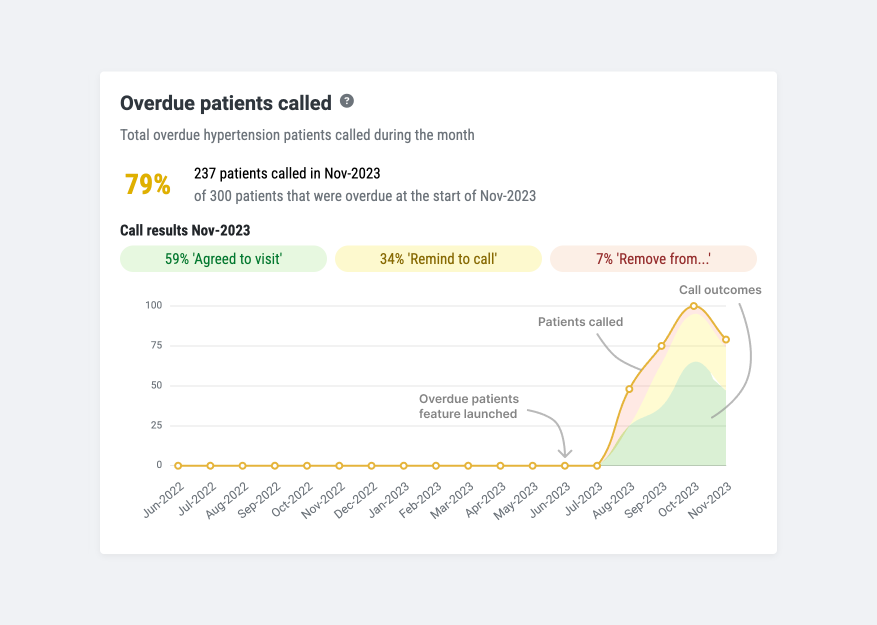 Overdue patients called ?
Total overdue hypertension patients called during the month
79%
237 patients called in Nov-2023
of 300 patients that were overdue at the start of Nov-2023
Call results Nov-2023
59% 'Agreed to visit'
34% 'Remind to call'
7% 'Remove from...'
Call outcomes
Patients called
Overdue patients
feature launched
100
75
50
25
0
Jun-2022
Jul-2022
Aug-2022
Sep-2022
Oct-2022
Nov-2022
Dec-2022
Jan-2023
Feb-2023
Mar-2023
Apr-2023
May-2023
Jun-2023
Jul-2023
Aug-2023
Sep-2023
Oct-2023
Nov-2023